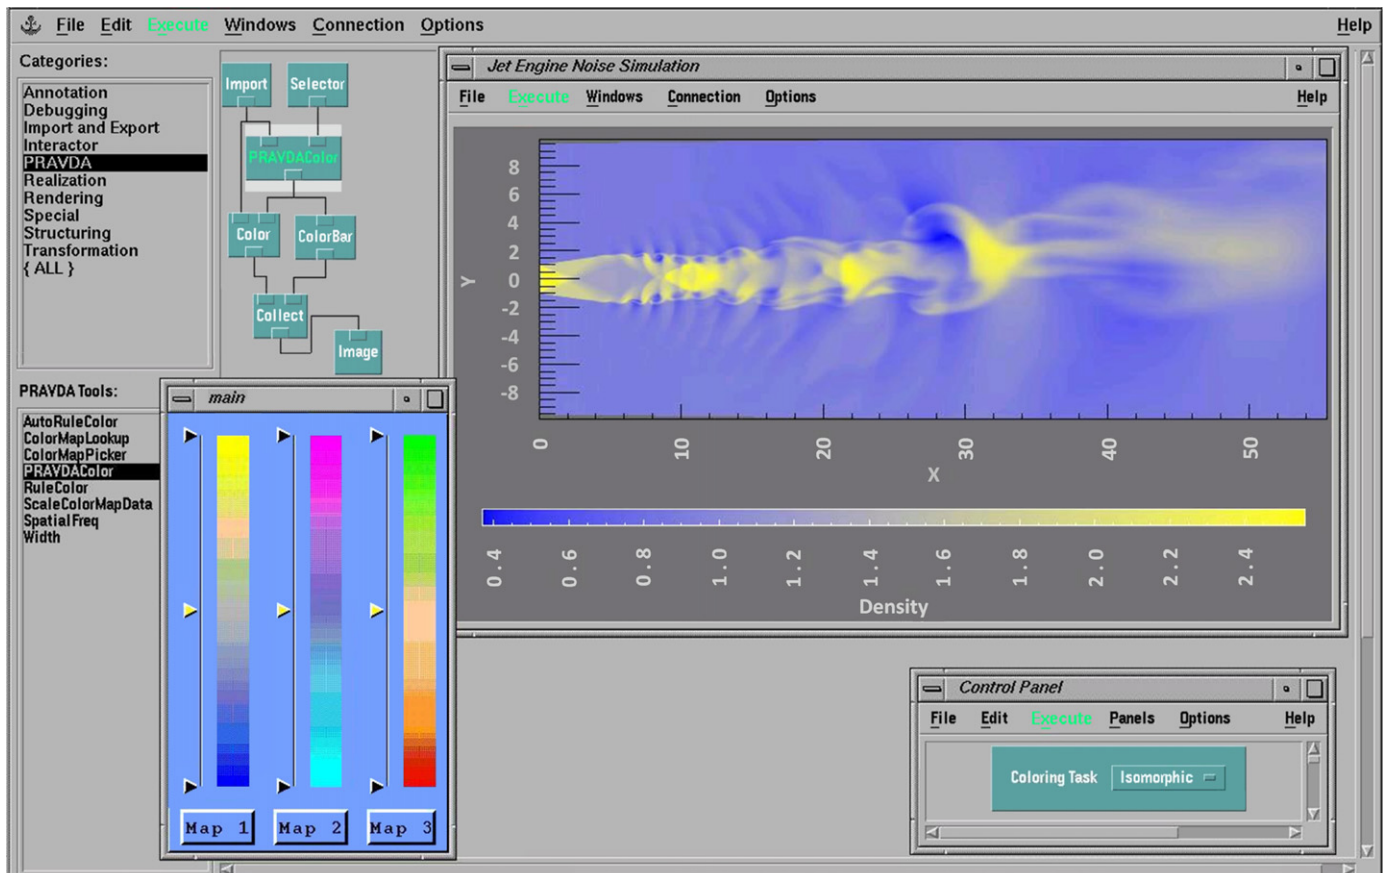 File Edit Execute Windows Connection Options Help
Categories:
Annotation
Debugging
Import and Export
Interactor
PRAVDA
Realization
Rendering
Special
Structuring
Transformation
{ ALL }
PRAVDA Tools:
AutoRuleColor
ColorMapLookup
ColorMapPicker
PRAVDAColor
RuleColor
ScaleColorMapData
SpatialFreq
Width
Import Selector
PRAVDAColor
Color ColorBar
Collect
Image
main
Map 1 Map 2 Map 3
Jet Engine Noise Simulation
File Execute Windows Connection Options Help
8
6
4
2
0
-2
-4
-6
-8
Y
0 10 20 30 40 50
X
0.4 0.6 0.8 1.0 1.2 1.4 1.6 1.8 2.0 2.2 2.4
Density
Control Panel
File Edit Execute Panels Options Help
Coloring Task Isomorphic